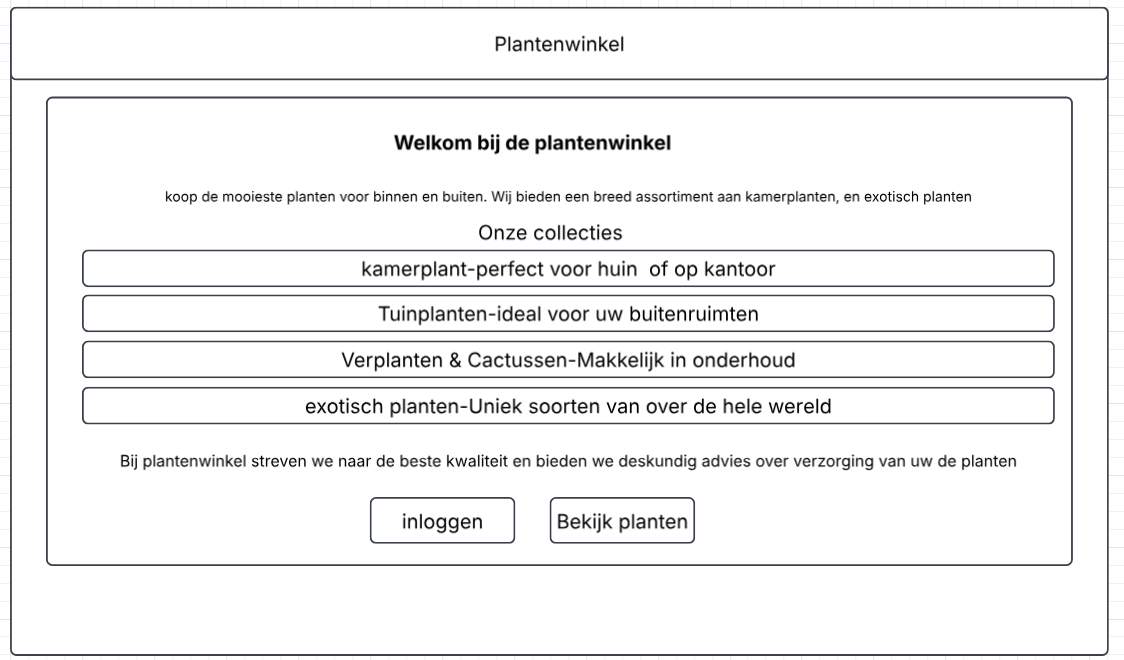 Plantenwinkel
Welkom bij de plantenwinkel
koop de mooieste planten voor binnen en buiten. Wij bieden een breed assortiment aan kamerplanten, en exotisch planten
Onze collecties
kamerplant-perfect voor huin  of op kantoor
Tuinplanten-ideal voor uw buitenruimten
Verplanten & Cactussen-Makkelijk in onderhoud
exotisch planten-Uniek soorten van over de hele wereld
Bij plantenwinkel streven we naar de beste kwaliteit en bieden we deskundig advies over verzorging van uw de planten
inloggen
Bekijk planten